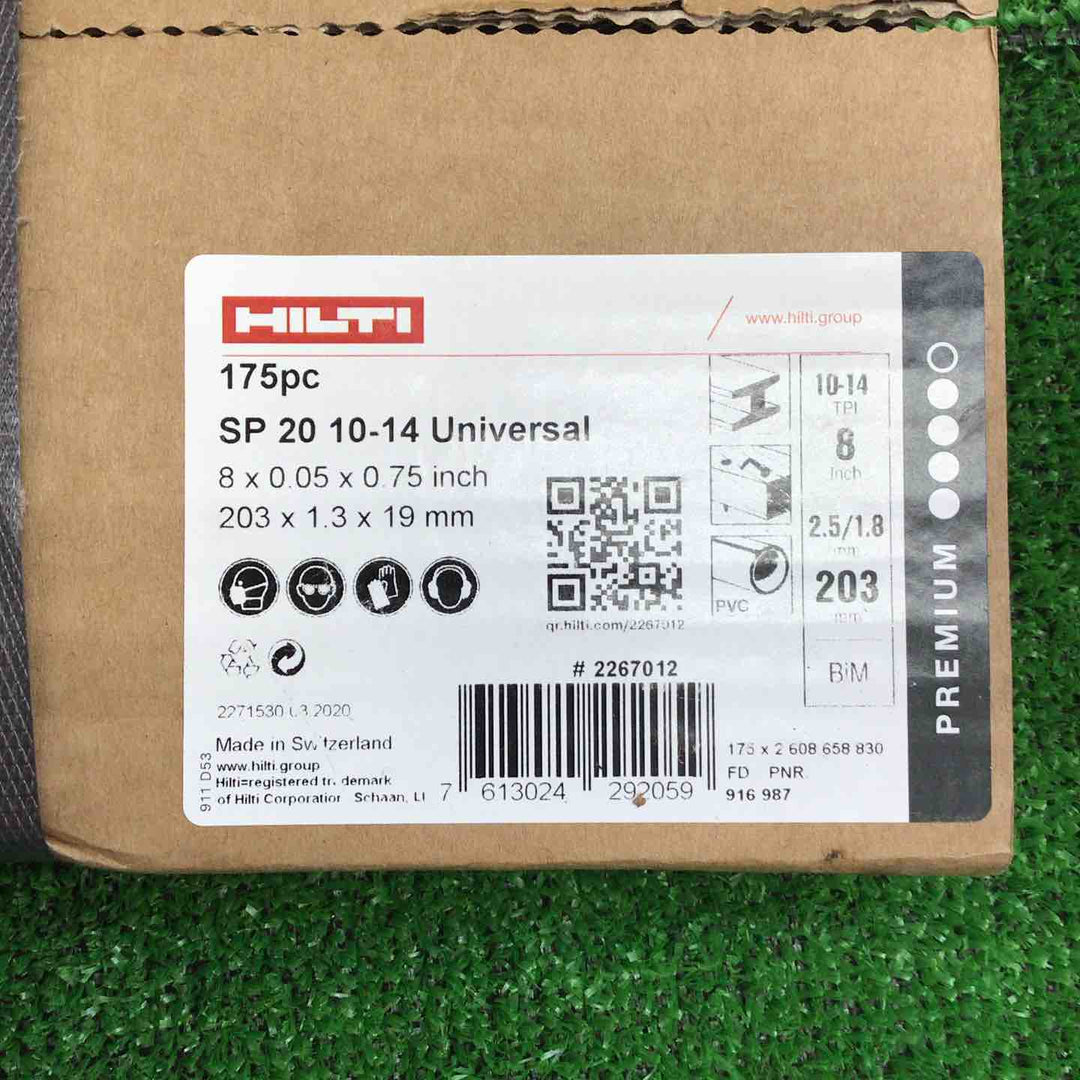 HILTI
www.hilti.group
175pc
SP 20 10-14 Universal
8 x 0.05 x 0.75 inch
203 x 1.3 x 19 mm
qr.hilti.com/2267012
10-14
TPI
8
Inch
2.5/1.8
mm
203
mm
BiM
PVC
PREMIUM
# 2267012
2271530 03.2020
Made in Switzerland
www.hilti.group
Hilti=registered trademark
of Hilti Corporation Schaan, LI
911 D53
7 613024 292059
175 x 2 608 658 830
FD PNR.
916 987